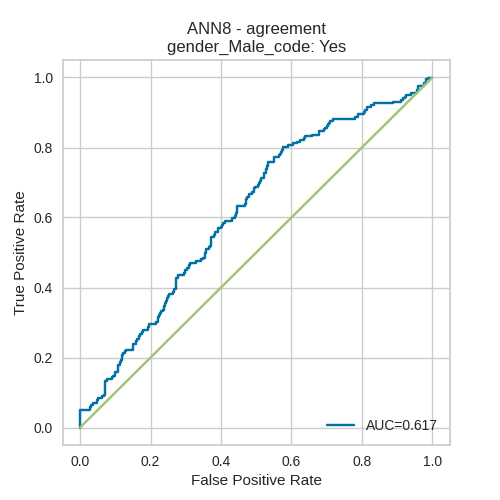 ANN8 - agreement
gender_Male_code: Yes
True Positive Rate
1.0
0.8
0.6
0.4
0.2
0.0
AUC=0.617
0.0 0.2 0.4 0.6 0.8 1.0
False Positive Rate